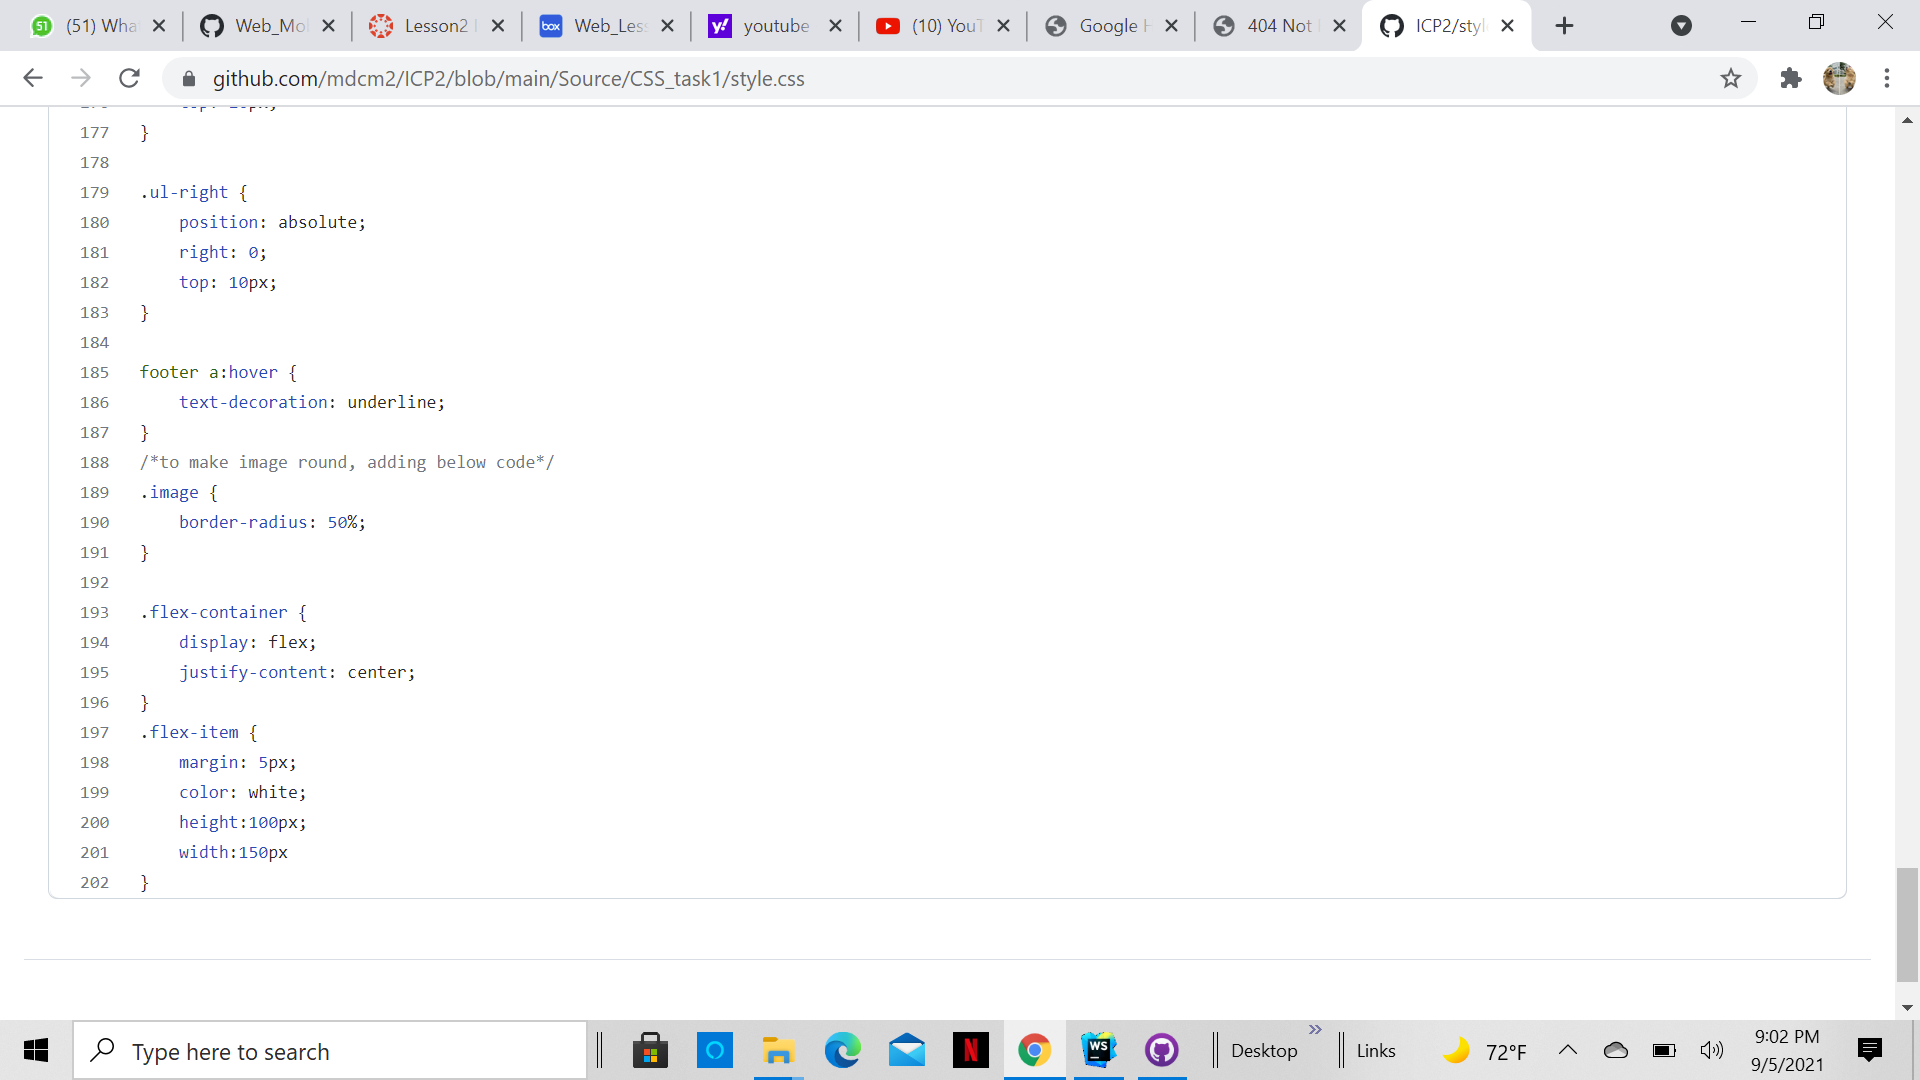 (51) Wha
Web_Mo
Lesson2
Web_Les
youtube
(10) YouT
Google H
404 Not
ICP2/styl
github.com/mdcm2/ICP2/blob/main/Source/CSS_task1/style.css
177 }
178
179 .ul-right {
180 position: absolute;
181 right: 0;
182 top: 10px;
183 }
184
185 footer a:hover {
186 text-decoration: underline;
187 }
188 /*to make image round, adding below code*/
189 .image {
190 border-radius: 50%;
191 }
192
193 .flex-container {
194 display: flex;
195 justify-content: center;
196 }
197 .flex-item {
198 margin: 5px;
199 color: white;
200 height:100px;
201 width:150px
202 }
Type here to search
Desktop
Links
72°F
9:02 PM
9/5/2021